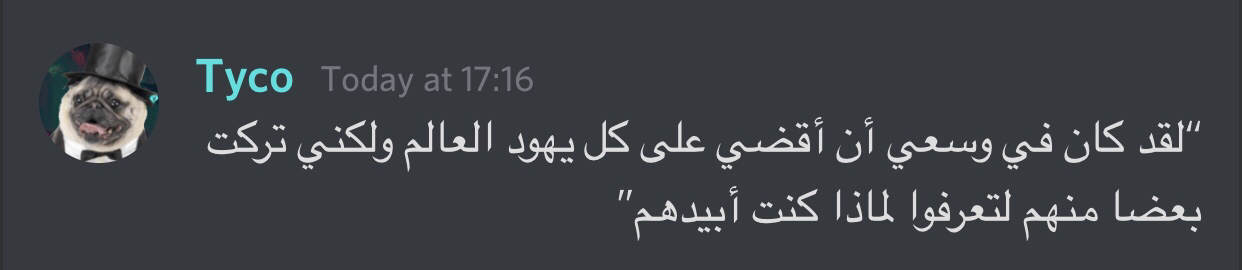 Tyco Today at 17:16
“لقد كان في وسعي أن أقضي على كل يهود العالم ولكني تركت
بعضا منهم لتعرفوا لماذا كنت أبيدهم”